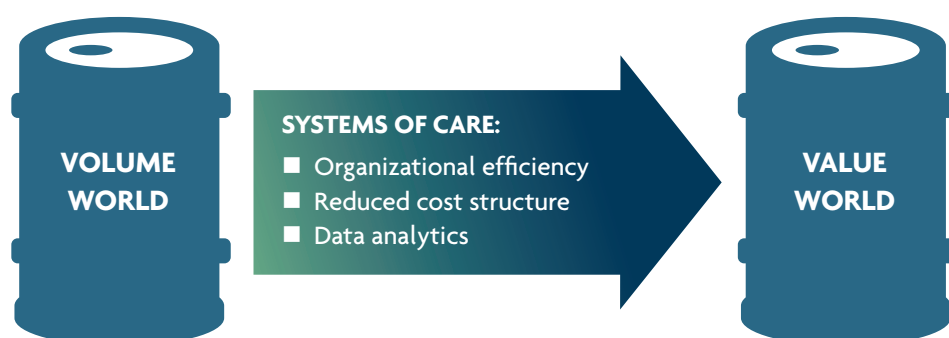 VOLUME
WORLD
SYSTEMS OF CARE:
■ Organizational efficiency
■ Reduced cost structure
■ Data analytics
VALUE
WORLD